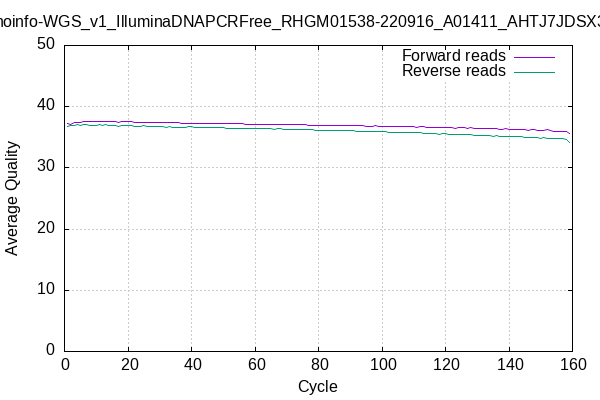 noinfo-WGS_v1_IlluminaDNAPCRFree_RHGM01538-220916_A01411_AHTJ7JDSX3
Forward reads
Reverse reads
50
40
30
20
10
0
Average Quality
0 20 40 60 80 100 120 140 160
Cycle